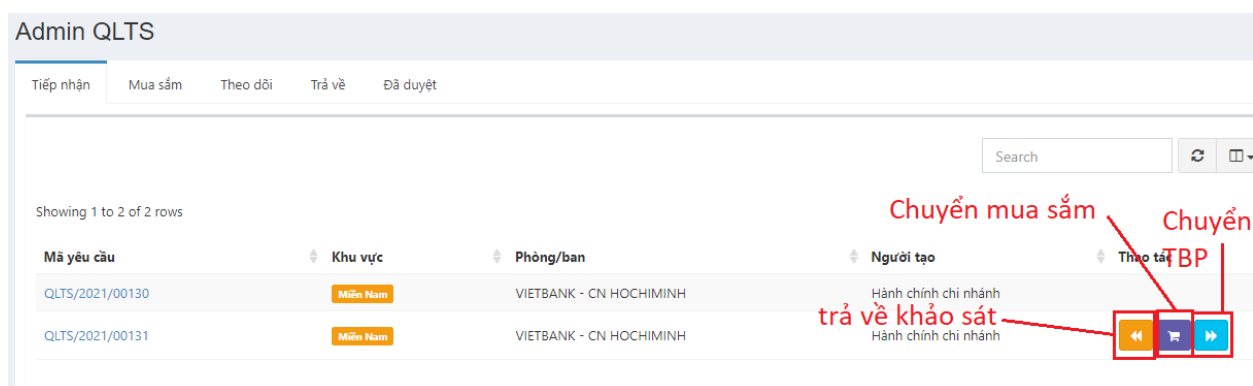 Admin QLTS
Tiếp nhận Mua sắm Theo dõi Trả về Đã duyệt
Search
Showing 1 to 2 of 2 rows
Chuyển mua sắm
Chuyển
TBP
Mã yêu cầu Khu vực Phòng/ban Người tạo Thao tác
QLTS/2021/00130 Miền Nam VIETBANK - CN HOCHIMINH Hành chính chi nhánh
trả về khảo sát
QLTS/2021/00131 Miền Nam VIETBANK - CN HOCHIMINH Hành chính chi nhánh